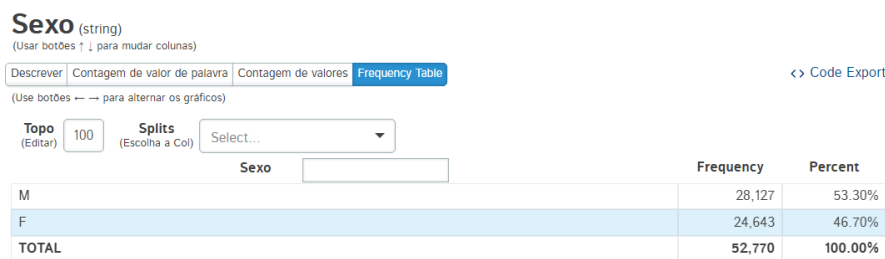 Sexo (string)
(Usar botões ↑ ↓ para mudar colunas)
Descrever Contagem de valor de palavra Contagem de valores Frequency Table
<> Code Export
(Use botões ← → para alternar os gráficos)
Topo (Editar) 100 Splits (Escolha a Col) Select...
Sexo Frequency Percent
M 28,127 53.30%
F 24,643 46.70%
TOTAL 52,770 100.00%